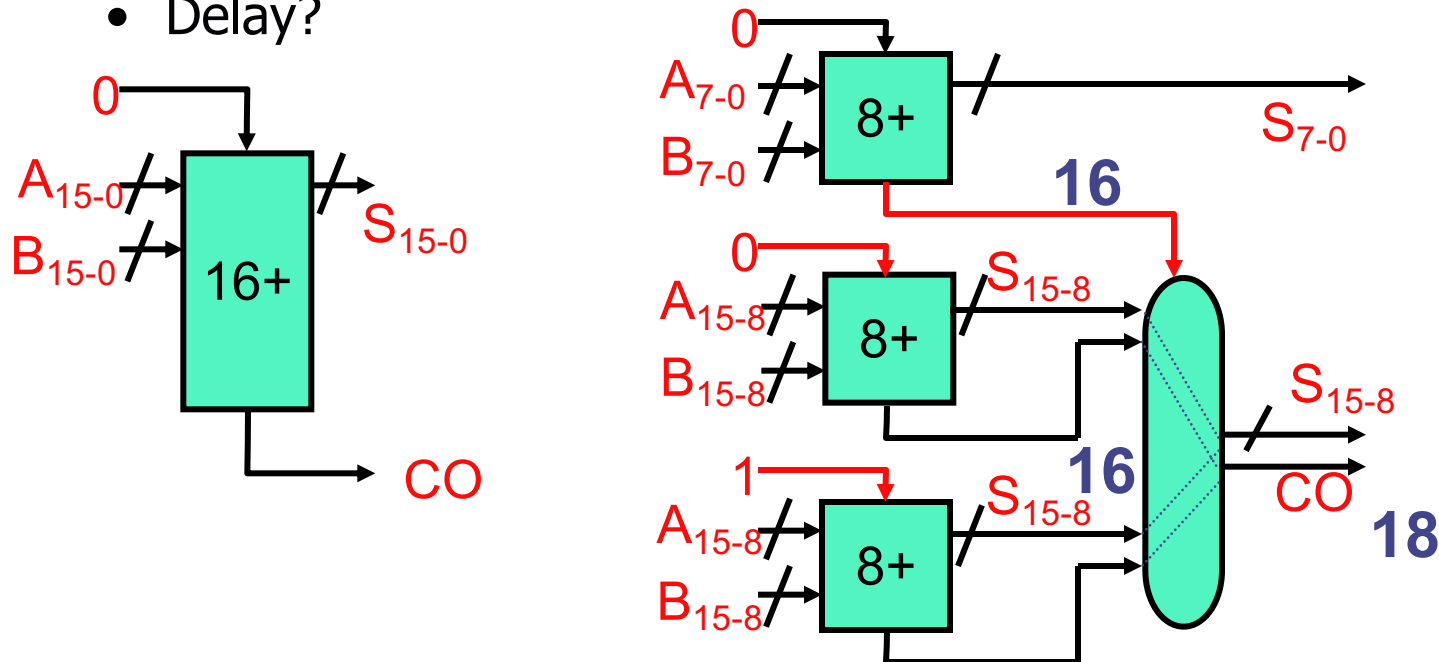 • Delay?
0
A15-0
B15-0
16+
S15-0
CO
0
A7-0
B7-0
8+
S7-0
16
0
A15-8
B15-8
8+
S15-8
16
1
A15-8
B15-8
8+
S15-8
S15-8
CO
18